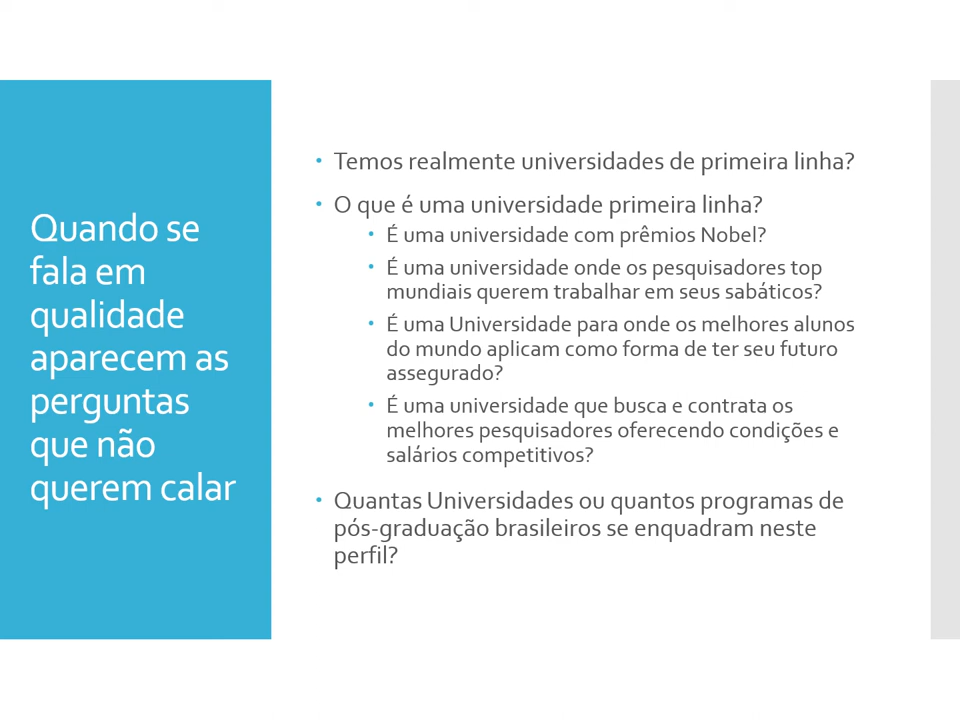 Quando se
fala em
qualidade
aparecem as
perguntas
que não
querem calar
• Temos realmente universidades de primeira linha?
• O que é uma universidade primeira linha?
• É uma universidade com prêmios Nobel?
• É uma universidade onde os pesquisadores top
mundiais querem trabalhar em seus sabáticos?
• É uma Universidade para onde os melhores alunos
do mundo aplicam como forma de ter seu futuro
assegurado?
• É uma universidade que busca e contrata os
melhores pesquisadores oferecendo condições e
salários competitivos?
• Quantas Universidades ou quantos programas de
pós-graduação brasileiros se enquadram neste
perfil?